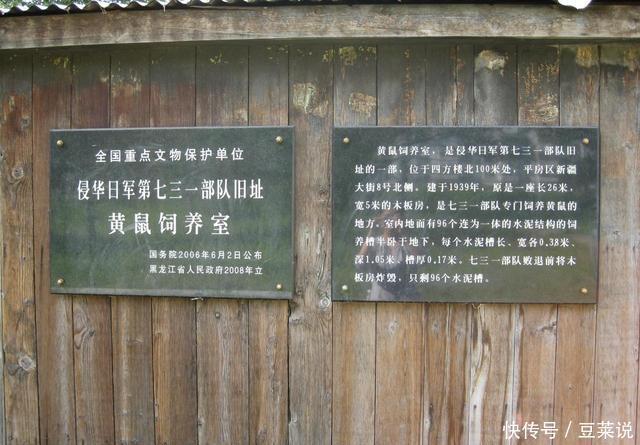 全国重点文物保护单位
侵华日军第七三一部队旧址
黄鼠饲养室
国务院2006年6月2日公布
黑龙江省人民政府2008年立
黄鼠饲养室，是侵华日军第七三一部队旧
址的一部，位于四方楼北100米处，平房区新疆
大街8号北侧。建于1939年，原是一座长26米，
宽5米的木板房，是七三一部队专门饲养黄鼠的
地方。室内地面有96个连为一体的水泥结构的饲
养槽半卧于地下，每个水泥槽长、宽各0.38米、
深1.05米、槽厚0.17米。七三一部队败退前将木
板房炸毁，只剩96个水泥槽。
快传号／豆菜说